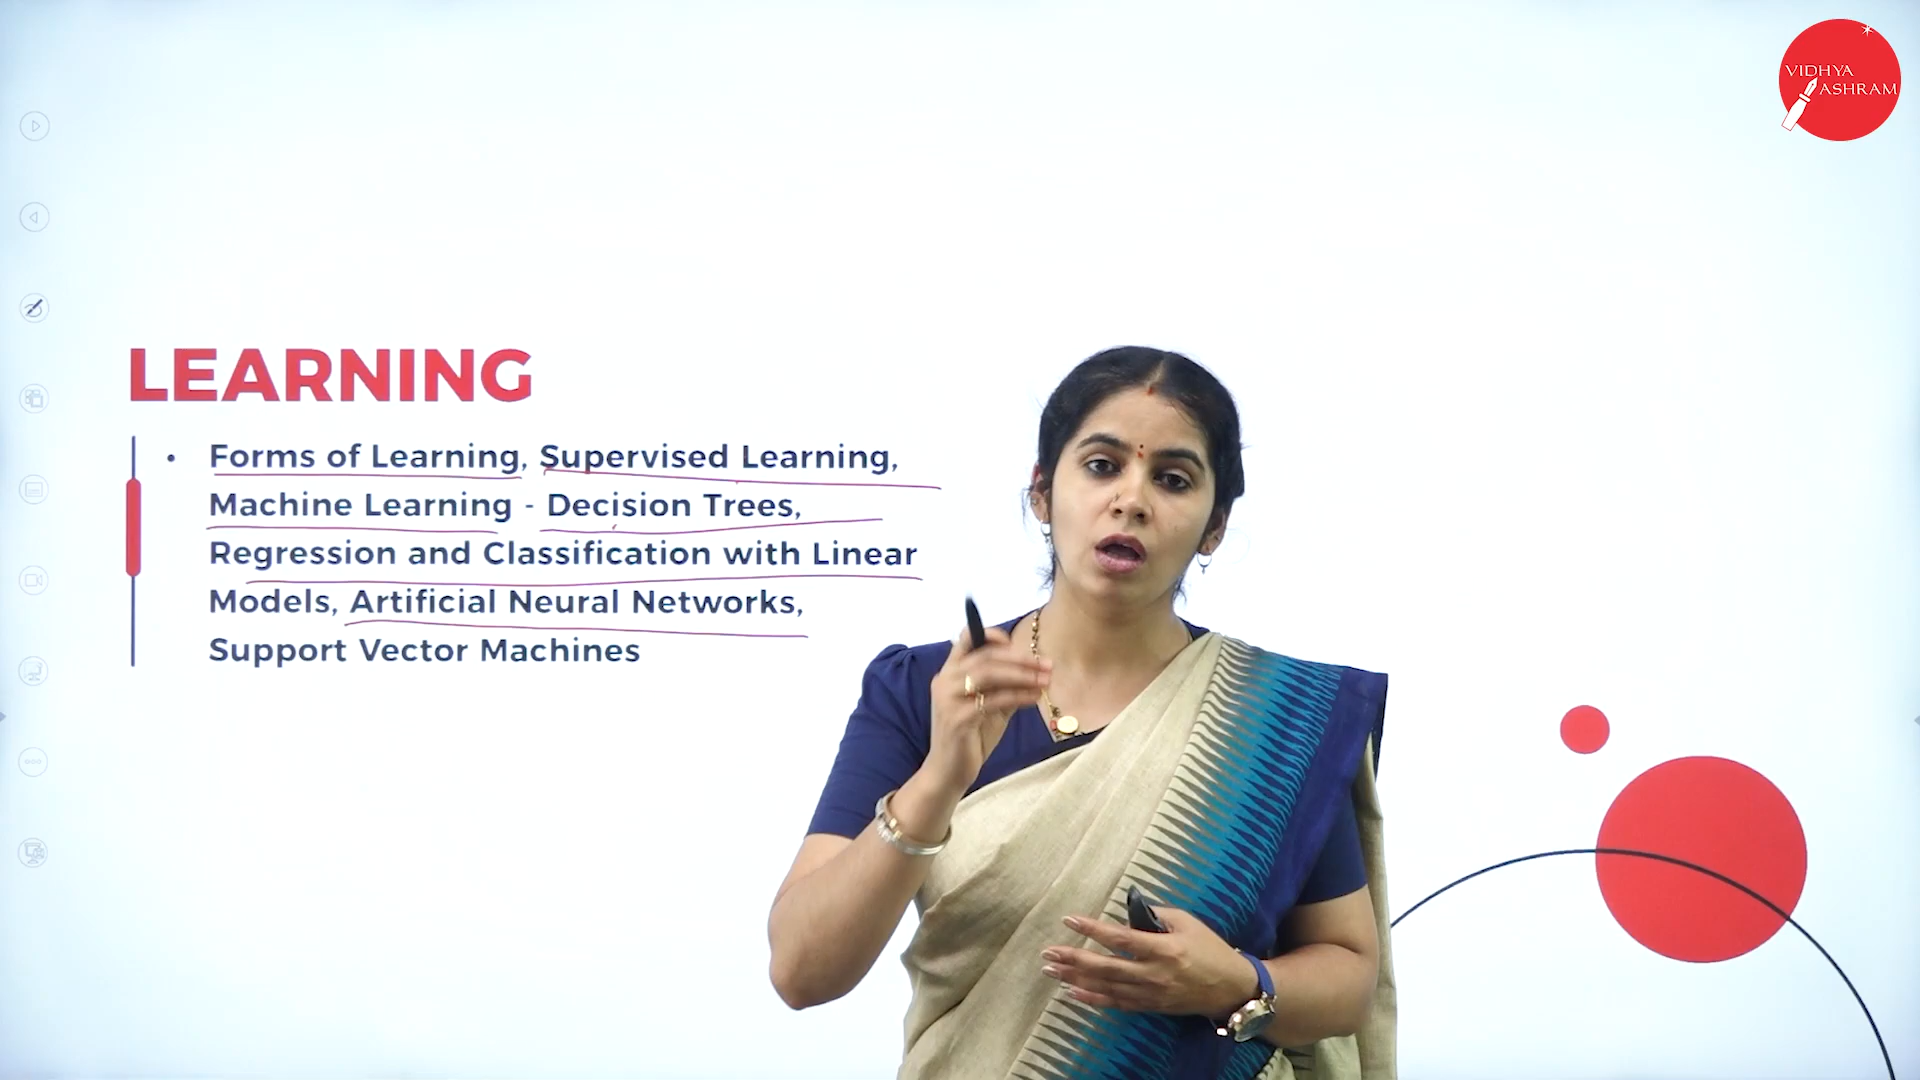 VIDHYA
ASHRAM
LEARNING
• Forms of Learning, Supervised Learning,
Machine Learning - Decision Trees,
Regression and Classification with Linear
Models, Artificial Neural Networks,
Support Vector Machines